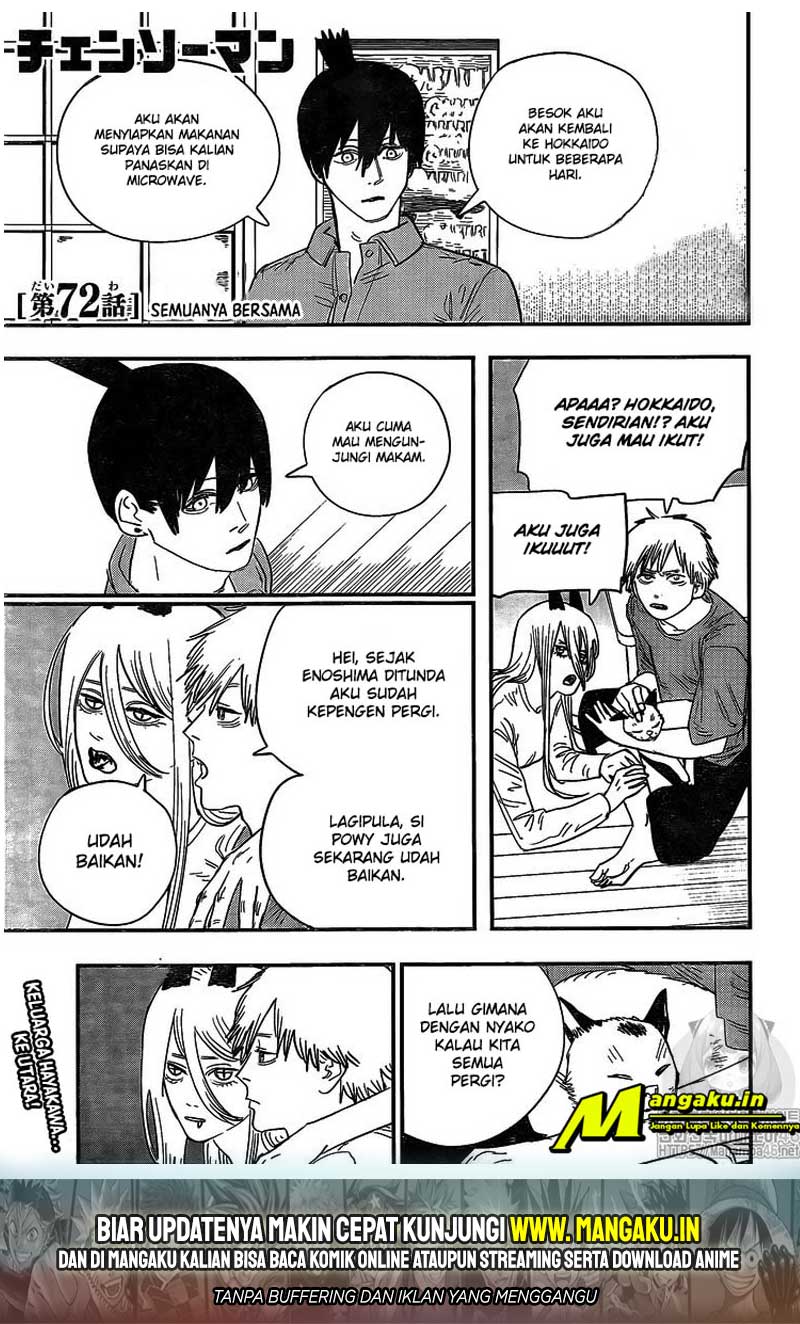 チェンソーマン
BESOK AKU
AKAN KEMBALI
KE HOKKAIDO
UNTUK BEBERAPA
HARI.
AKU AKAN
MENYIAPKAN MAKANAN
SUPAYA BISA KALIAN
PANASKAN DI
MICROWAVE.
[第72話] SEMUANYA BERSAMA
だい わ
APAAA? HOKKAIDO,
SENDIRIAN!? AKU
JUGA MAU IKUT!
AKU JUGA
IKUUUT!
AKU CUMA
MAU MENGUN-
JUNGI MAKAM.
HEI, SEJAK
ENOSHIMA DITUNDA
AKU SUDAH
KEPENGEN PERGI.
LAGIPULA, SI
POWY JUGA
SEKARANG UDAH
BAIKAN.
UDAH
BAIKAN!
LALU GIMANA
DENGAN NYAKO
KALAU KITA
SEMUA
PERGI?
KELUARGA HAYAKAWA...
KE UTARA!
Mangaku.in
Jangan Lupa Like dan Komennya
BIAR UPDATENYA MAKIN CEPAT KUNJUNGI WWW. MANGAKU.IN
DAN DI MANGAKU KALIAN BISA BACA KOMIK ONLINE ATAUPUN STREAMING SERTA DOWNLOAD ANIME
TANPA BUFFERING DAN IKLAN YANG MENGGANGU